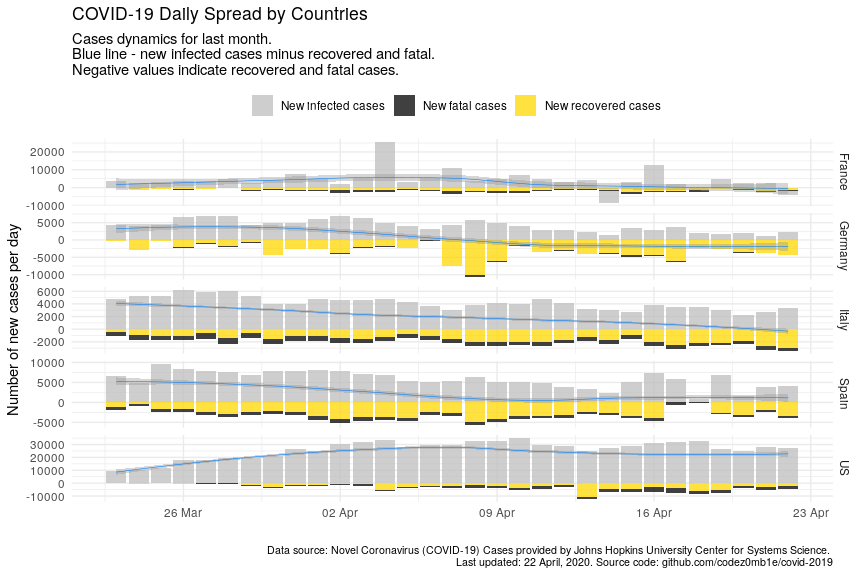 COVID-19 Daily Spread by Countries
Cases dynamics for last month.
Blue line - new infected cases minus recovered and fatal.
Negative values indicate recovered and fatal cases.
New infected cases New fatal cases New recovered cases
Number of new cases per day
20000
10000
0
-10000
France
5000
0
-5000
-10000
Germany
6000
4000
2000
0
-2000
Italy
10000
5000
0
-5000
Spain
30000
20000
10000
0
-10000
US
26 Mar 02 Apr 09 Apr 16 Apr 23 Apr
Data source: Novel Coronavirus (COVID-19) Cases provided by Johns Hopkins University Center for Systems Science.
Last updated: 22 April, 2020. Source code: github.com/codez0mb1e/covid-2019